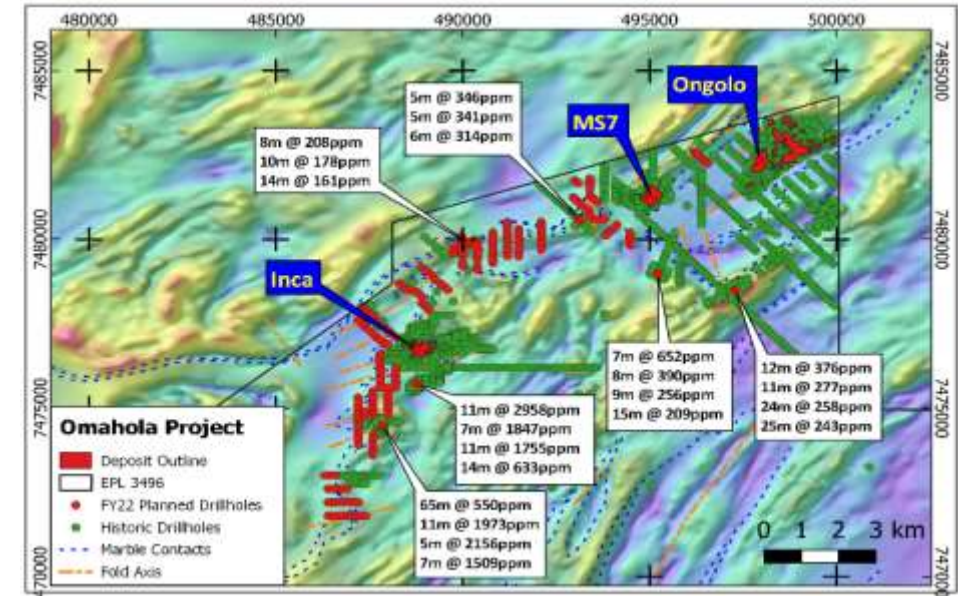 480000
485000
490000
495000
500000
7485000
7485000
5m @ 346ppm
5m @ 341ppm
6m @ 314ppm
Ongolo
MS7
8m @ 208ppm
10m @ 178ppm
14m @ 161ppm
7480000
7480000
Inca
7m @ 652ppm
8m @ 390ppm
9m @ 256ppm
15m @ 209ppm
12m @ 376ppm
11m @ 277ppm
24m @ 258ppm
25m @ 243ppm
7475000
7475000
11m @ 2958ppm
7m @ 1847ppm
11m @ 1755ppm
14m @ 633ppm
Omahola Project
Deposit Outline
EPL 3496
FY22 Planned Drillholes
Historic Drillholes
Marble Contacts
Fold Axis
65m @ 550ppm
11m @ 1973ppm
5m @ 2156ppm
7m @ 1509ppm
0 1 2 3 km
7470000
7470000